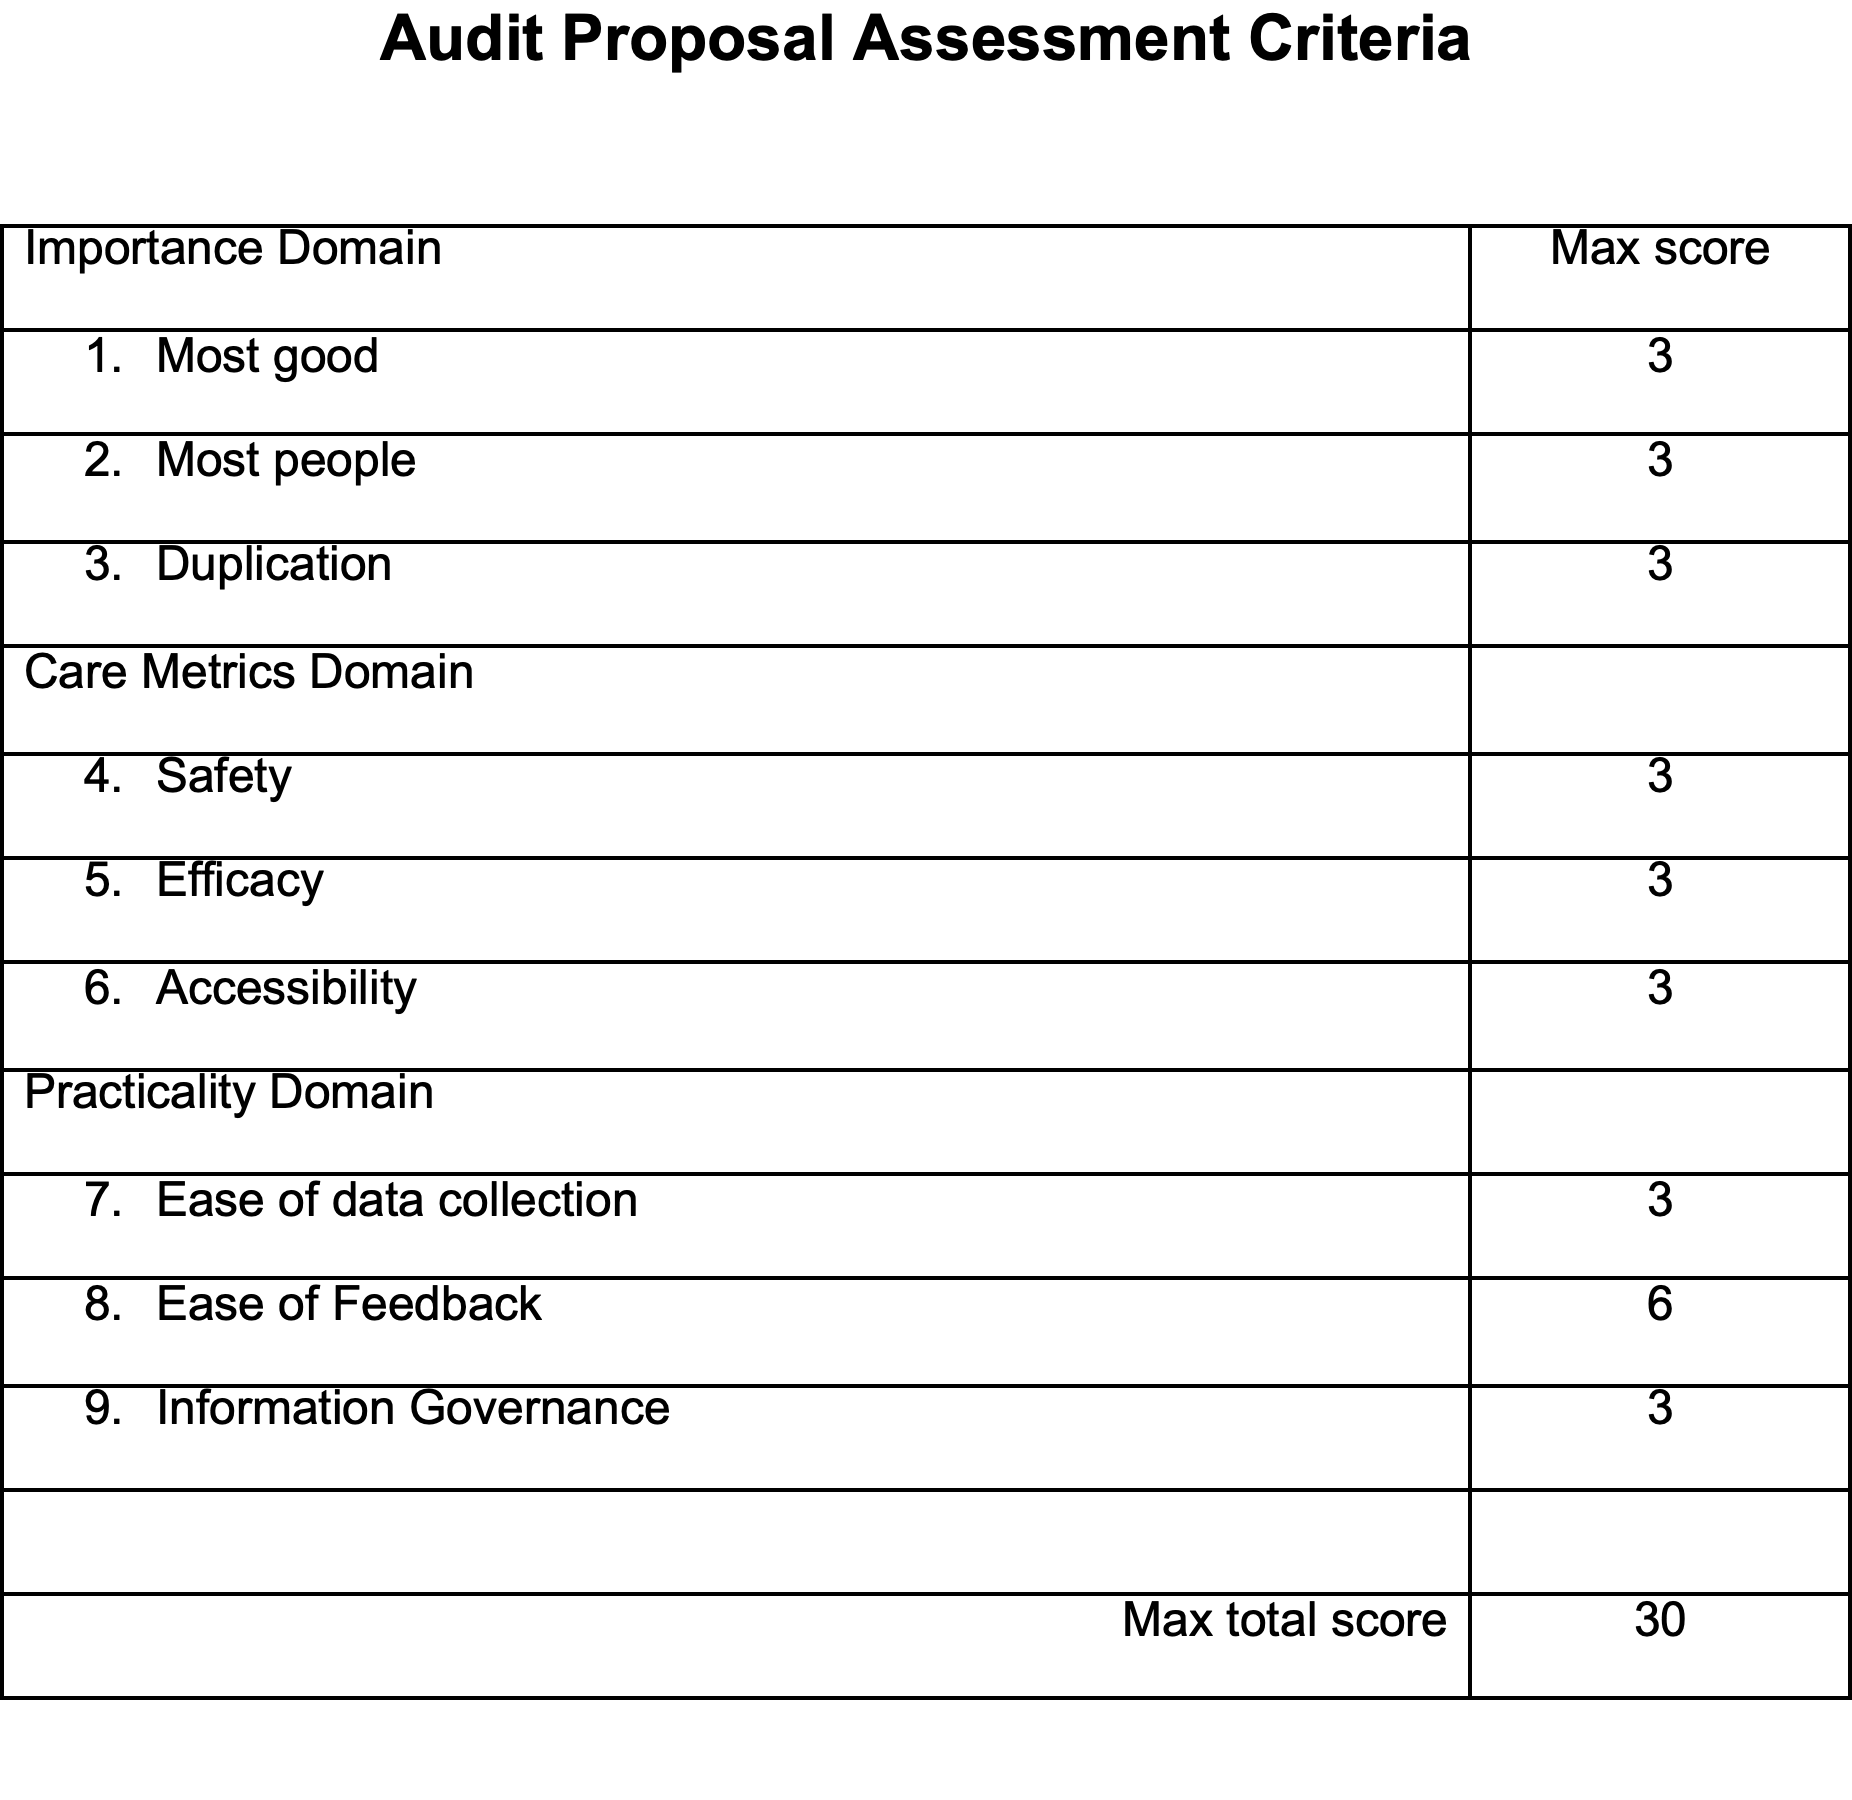 Audit Proposal Assessment Criteria
Importance Domain Max score
1. Most good 3
2. Most people 3
3. Duplication 3
Care Metrics Domain
4. Safety 3
5. Efficacy 3
6. Accessibility 3
Practicality Domain
7. Ease of data collection 3
8. Ease of Feedback 6
9. Information Governance 3
Max total score 30